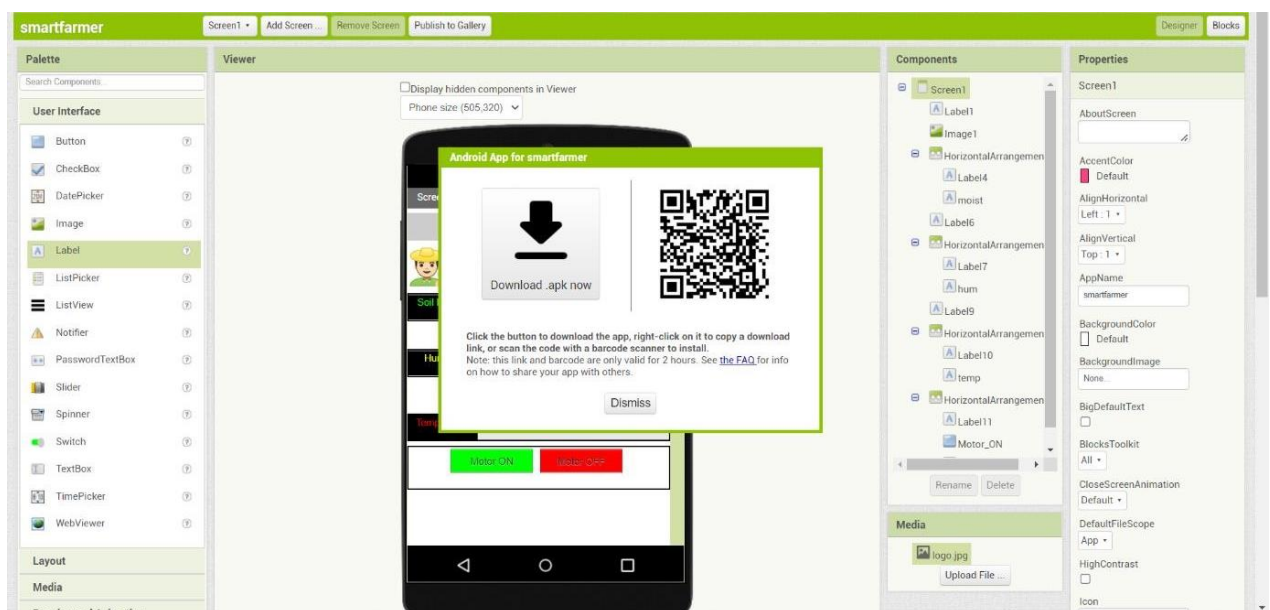 smartfarmer
Screen1
Add Screen ...
Remove Screen
Publish to Gallery
Designer
Blocks
Palette
Search Components...
User Interface
Button
CheckBox
DatePicker
Image
Label
ListPicker
ListView
Notifier
PasswordTextBox
Slider
Spinner
Switch
TextBox
TimePicker
WebViewer
Layout
Media
Viewer
Display hidden components in Viewer
Phone size (505,320)
Android App for smartfarmer
Download .apk now
Click the button to download the app, right-click on it to copy a download
link, or scan the code with a barcode scanner to install.
Note: this link and barcode are only valid for 2 hours. See the FAQ for info
on how to share your app with others.
Dismiss
Soil
Motor ON
Motor OFF
Components
Screen1
Label1
Image1
HorizontalArrangemen
Label4
moist
Label6
HorizontalArrangemen
Label7
hum
Label9
HorizontalArrangemen
Label10
temp
HorizontalArrangemen
Label11
Motor_ON
Rename
Delete
Media
logo.jpg
Upload File ...
Properties
Screen1
AboutScreen
AccentColor
Default
AlignHorizontal
Left : 1
AlignVertical
Top : 1
AppName
smartfarmer
BackgroundColor
Default
BackgroundImage
None...
BigDefaultText
BlocksToolkit
All
CloseScreenAnimation
Default
DefaultFileScope
App
HighContrast
Icon